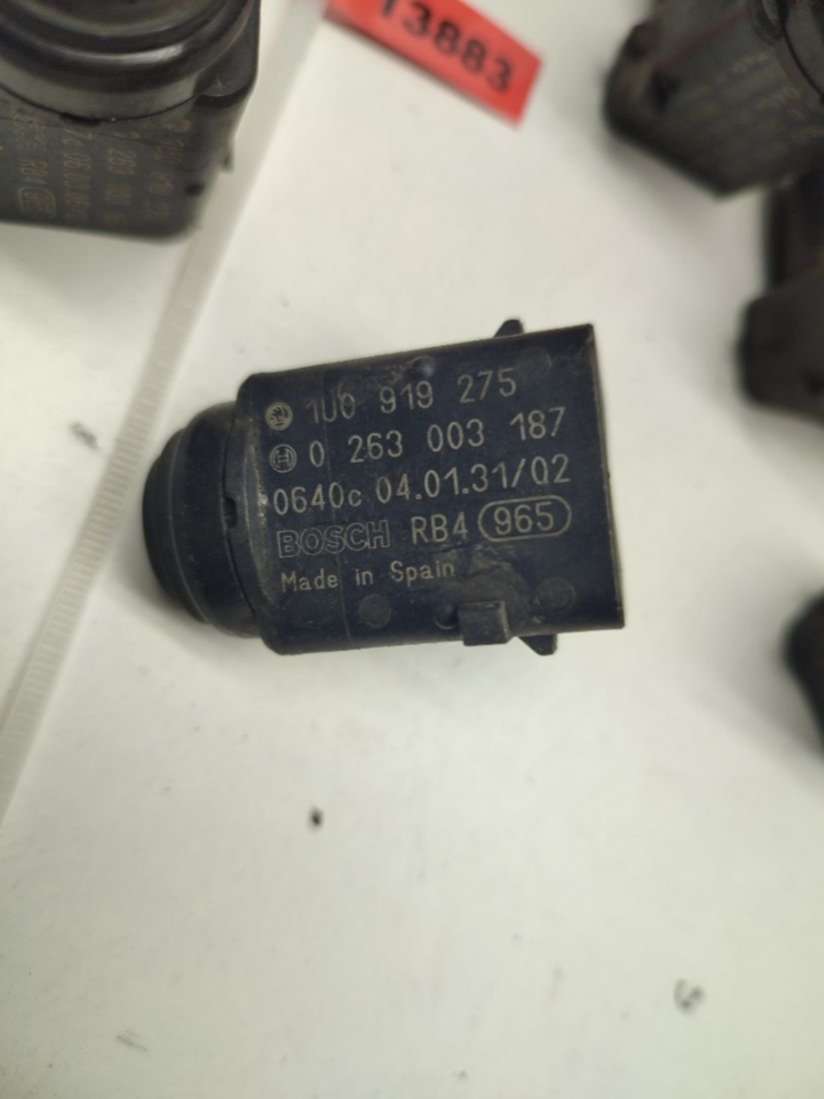 13883
1U0 919 275
0 263 003 187
0640c 04.01.31/02
BOSCH RB4 965
Made in Spain